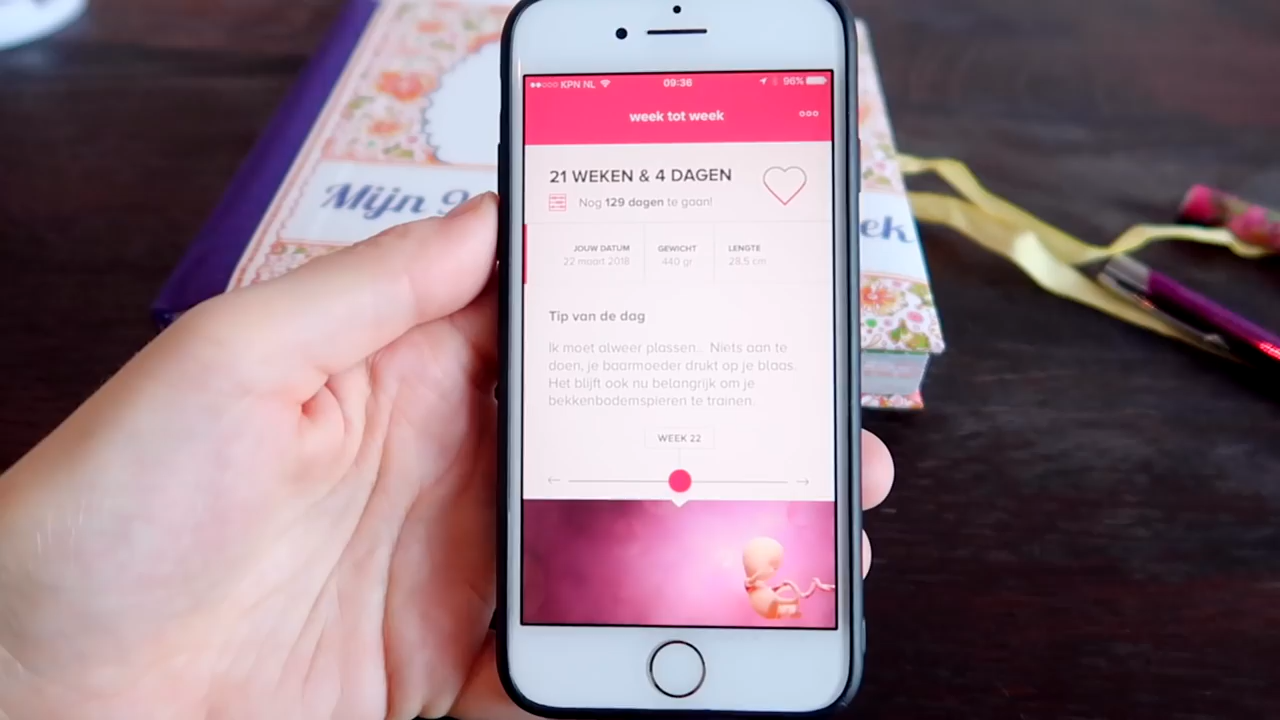 KPN NL 09:36 96%
week tot week
21 WEKEN & 4 DAGEN
Nog 129 dagen te gaan!
JOUW DATUM
22 maart 2018
GEWICHT
440 gr
LENGTE
28,5 cm
Tip van de dag
Ik moet alweer plassen... Niets aan te
doen, je baarmoeder drukt op je blaas.
Het blijft ook nu belangrijk om je
bekkenbodemspieren te trainen.
WEEK 22
Mijn